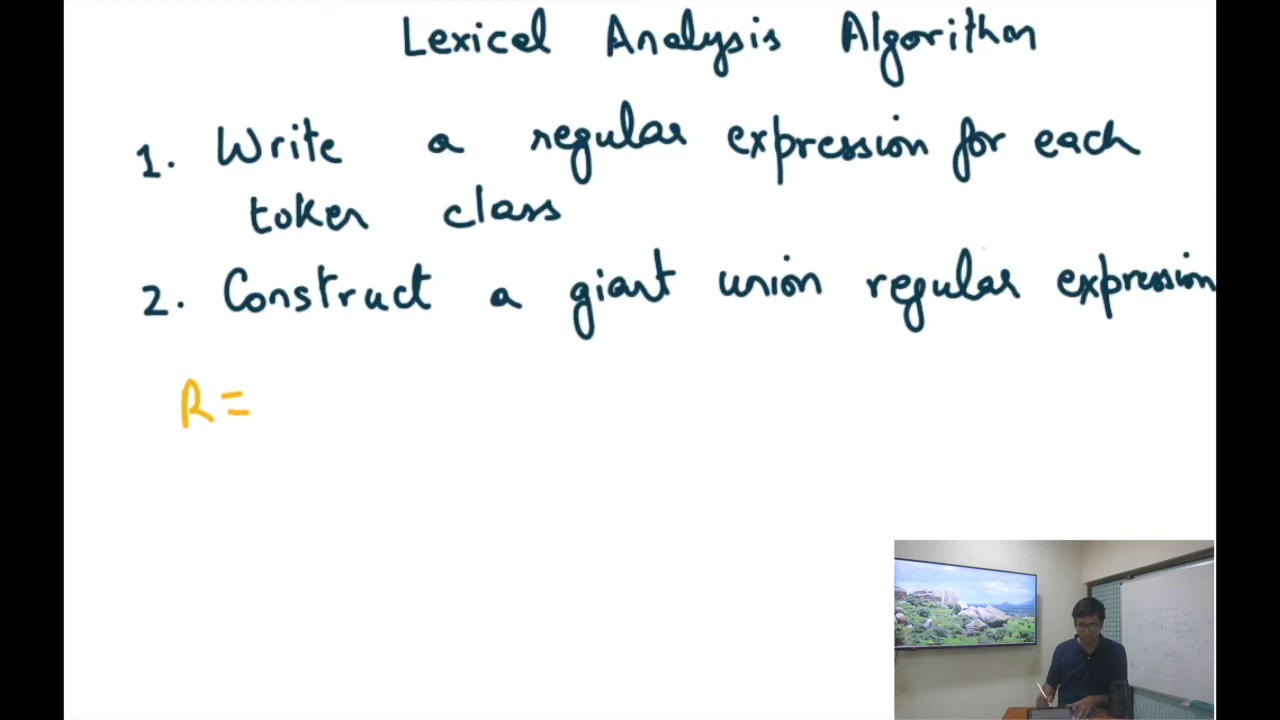 Lexical Analysis Algorithm
1. Write a regular expression for each
token class
2. Construct a giant union regular expression
R =